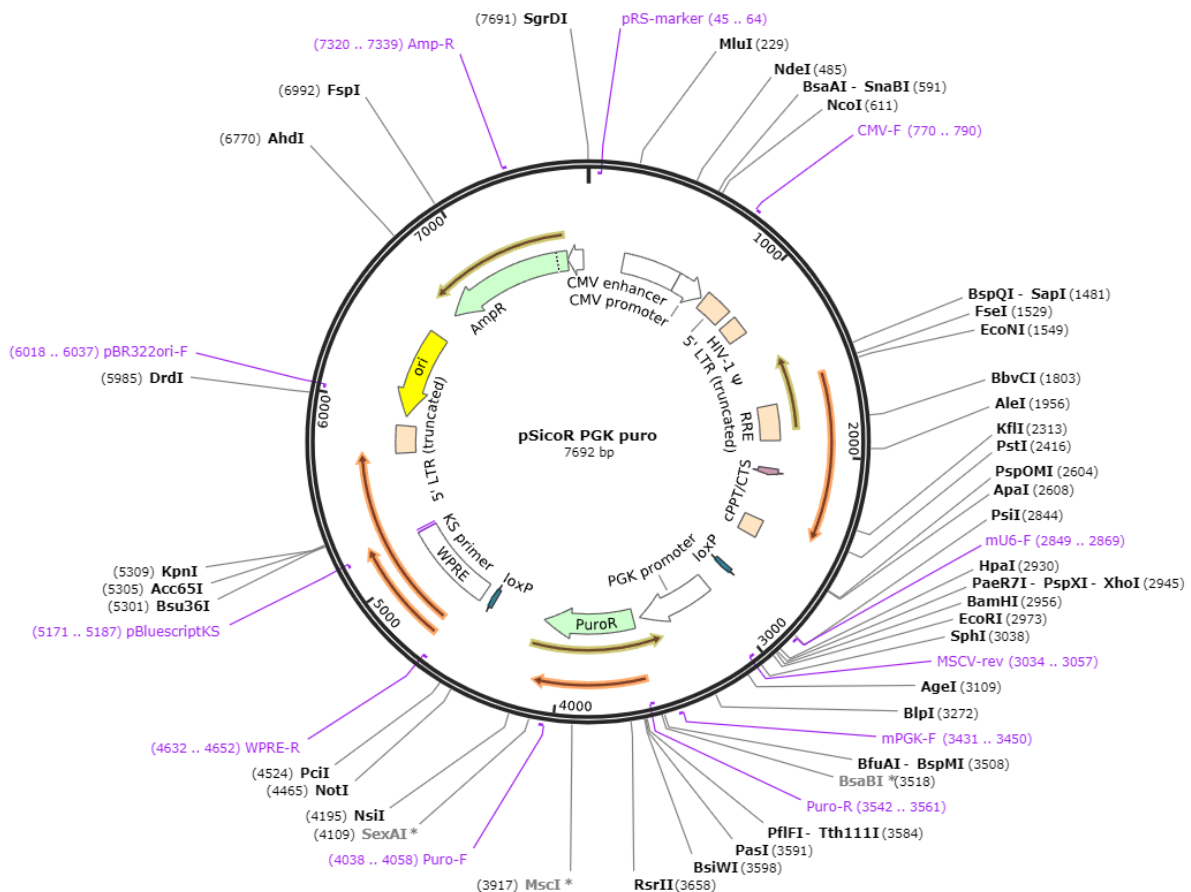 (7691) SgrDI
pRS-marker (45 .. 64)
(7320 .. 7339) Amp-R
MluI (229)
NdeI (485)
BsaAI - SnaBI (591)
NcoI (611)
CMV-F (770 .. 790)
(6992) FspI
(6770) AhdI
7000
1000
CMV enhancer
CMV promoter
AmpR
5' LTR (truncated)
HIV-1 Ψ
BspQI - SapI (1481)
FseI (1529)
EcoNI (1549)
(6018 .. 6037) pBR322ori-F
(5985) DrdI
6000
ori
5' LTR (truncated)
RRE
cPPT/CTS
2000
BbvCI (1803)
AleI (1956)
KflI (2313)
PstI (2416)
PspOMI (2604)
ApaI (2608)
PsiI (2844)
mU6-F (2849 .. 2869)
pSicoR PGK puro
7692 bp
HpaI (2930)
PaeR7I - PspXI - XhoI (2945)
BamHI (2956)
EcoRI (2973)
SphI (3038)
MSCV-rev (3034 .. 3057)
AgeI (3109)
BlpI (3272)
mPGK-F (3431 .. 3450)
BfuAI - BspMI (3508)
BsaBI * (3518)
Puro-R (3542 .. 3561)
PflFI - Tth111I (3584)
PasI (3591)
BsiWI (3598)
RsrII (3658)
loxP
PGK promoter
3000
PuroR
loxP
KS primer
WPRE
5000
4000
(5309) KpnI
(5305) Acc65I
(5301) Bsu36I
(5171 .. 5187) pBluescriptKS
(4632 .. 4652) WPRE-R
(4524) PciI
(4465) NotI
(4195) NsiI
(4109) SexAI *
(4038 .. 4058) Puro-F
(3917) MscI *